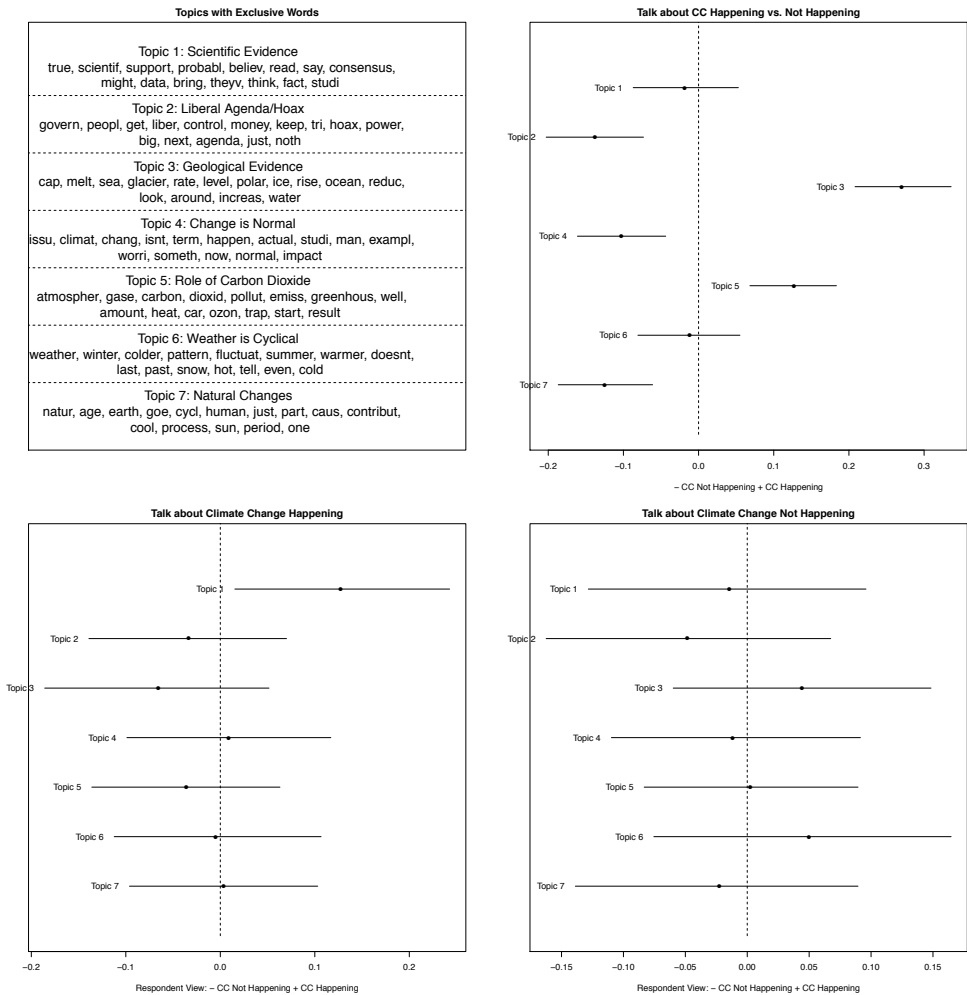 Topics with Exclusive Words
Topic 1: Scientific Evidence
true, scientif, support, probabl, believ, read, say, consensus,
might, data, bring, theyv, think, fact, studi
Topic 2: Liberal Agenda/Hoax
govern, peopl, get, liber, control, money, keep, tri, hoax, power,
big, next, agenda, just, noth
Topic 3: Geological Evidence
cap, melt, sea, glacier, rate, level, polar, ice, rise, ocean, reduc,
look, around, increas, water
Topic 4: Change is Normal
issu, climat, chang, isnt, term, happen, actual, studi, man, exampl,
worri, someth, now, normal, impact
Topic 5: Role of Carbon Dioxide
atmospher, gase, carbon, dioxid, pollut, emiss, greenhous, well,
amount, heat, car, ozon, trap, start, result
Topic 6: Weather is Cyclical
weather, winter, colder, pattern, fluctuat, summer, warmer, doesnt,
last, past, snow, hot, tell, even, cold
Topic 7: Natural Changes
natur, age, earth, goe, cycl, human, just, part, caus, contribut,
cool, process, sun, period, one
Talk about CC Happening vs. Not Happening
Topic 1
Topic 2
Topic 3
Topic 4
Topic 5
Topic 6
Topic 7
−0.2 −0.1 0.0 0.1 0.2 0.3
− CC Not Happening + CC Happening
Talk about Climate Change Happening
Topic 1
Topic 2
Topic 3
Topic 4
Topic 5
Topic 6
Topic 7
−0.2 −0.1 0.0 0.1 0.2
Respondent View: − CC Not Happening + CC Happening
Talk about Climate Change Not Happening
Topic 1
Topic 2
Topic 3
Topic 4
Topic 5
Topic 6
Topic 7
−0.15 −0.10 −0.05 0.00 0.05 0.10 0.15
Respondent View: − CC Not Happening + CC Happening